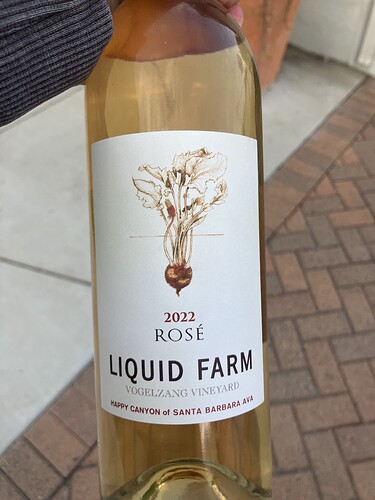 2022
ROSÉ
LIQUID FARM
VOGELZANG VINEYARD
HAPPY CANYON of SANTA BARBARA AVA